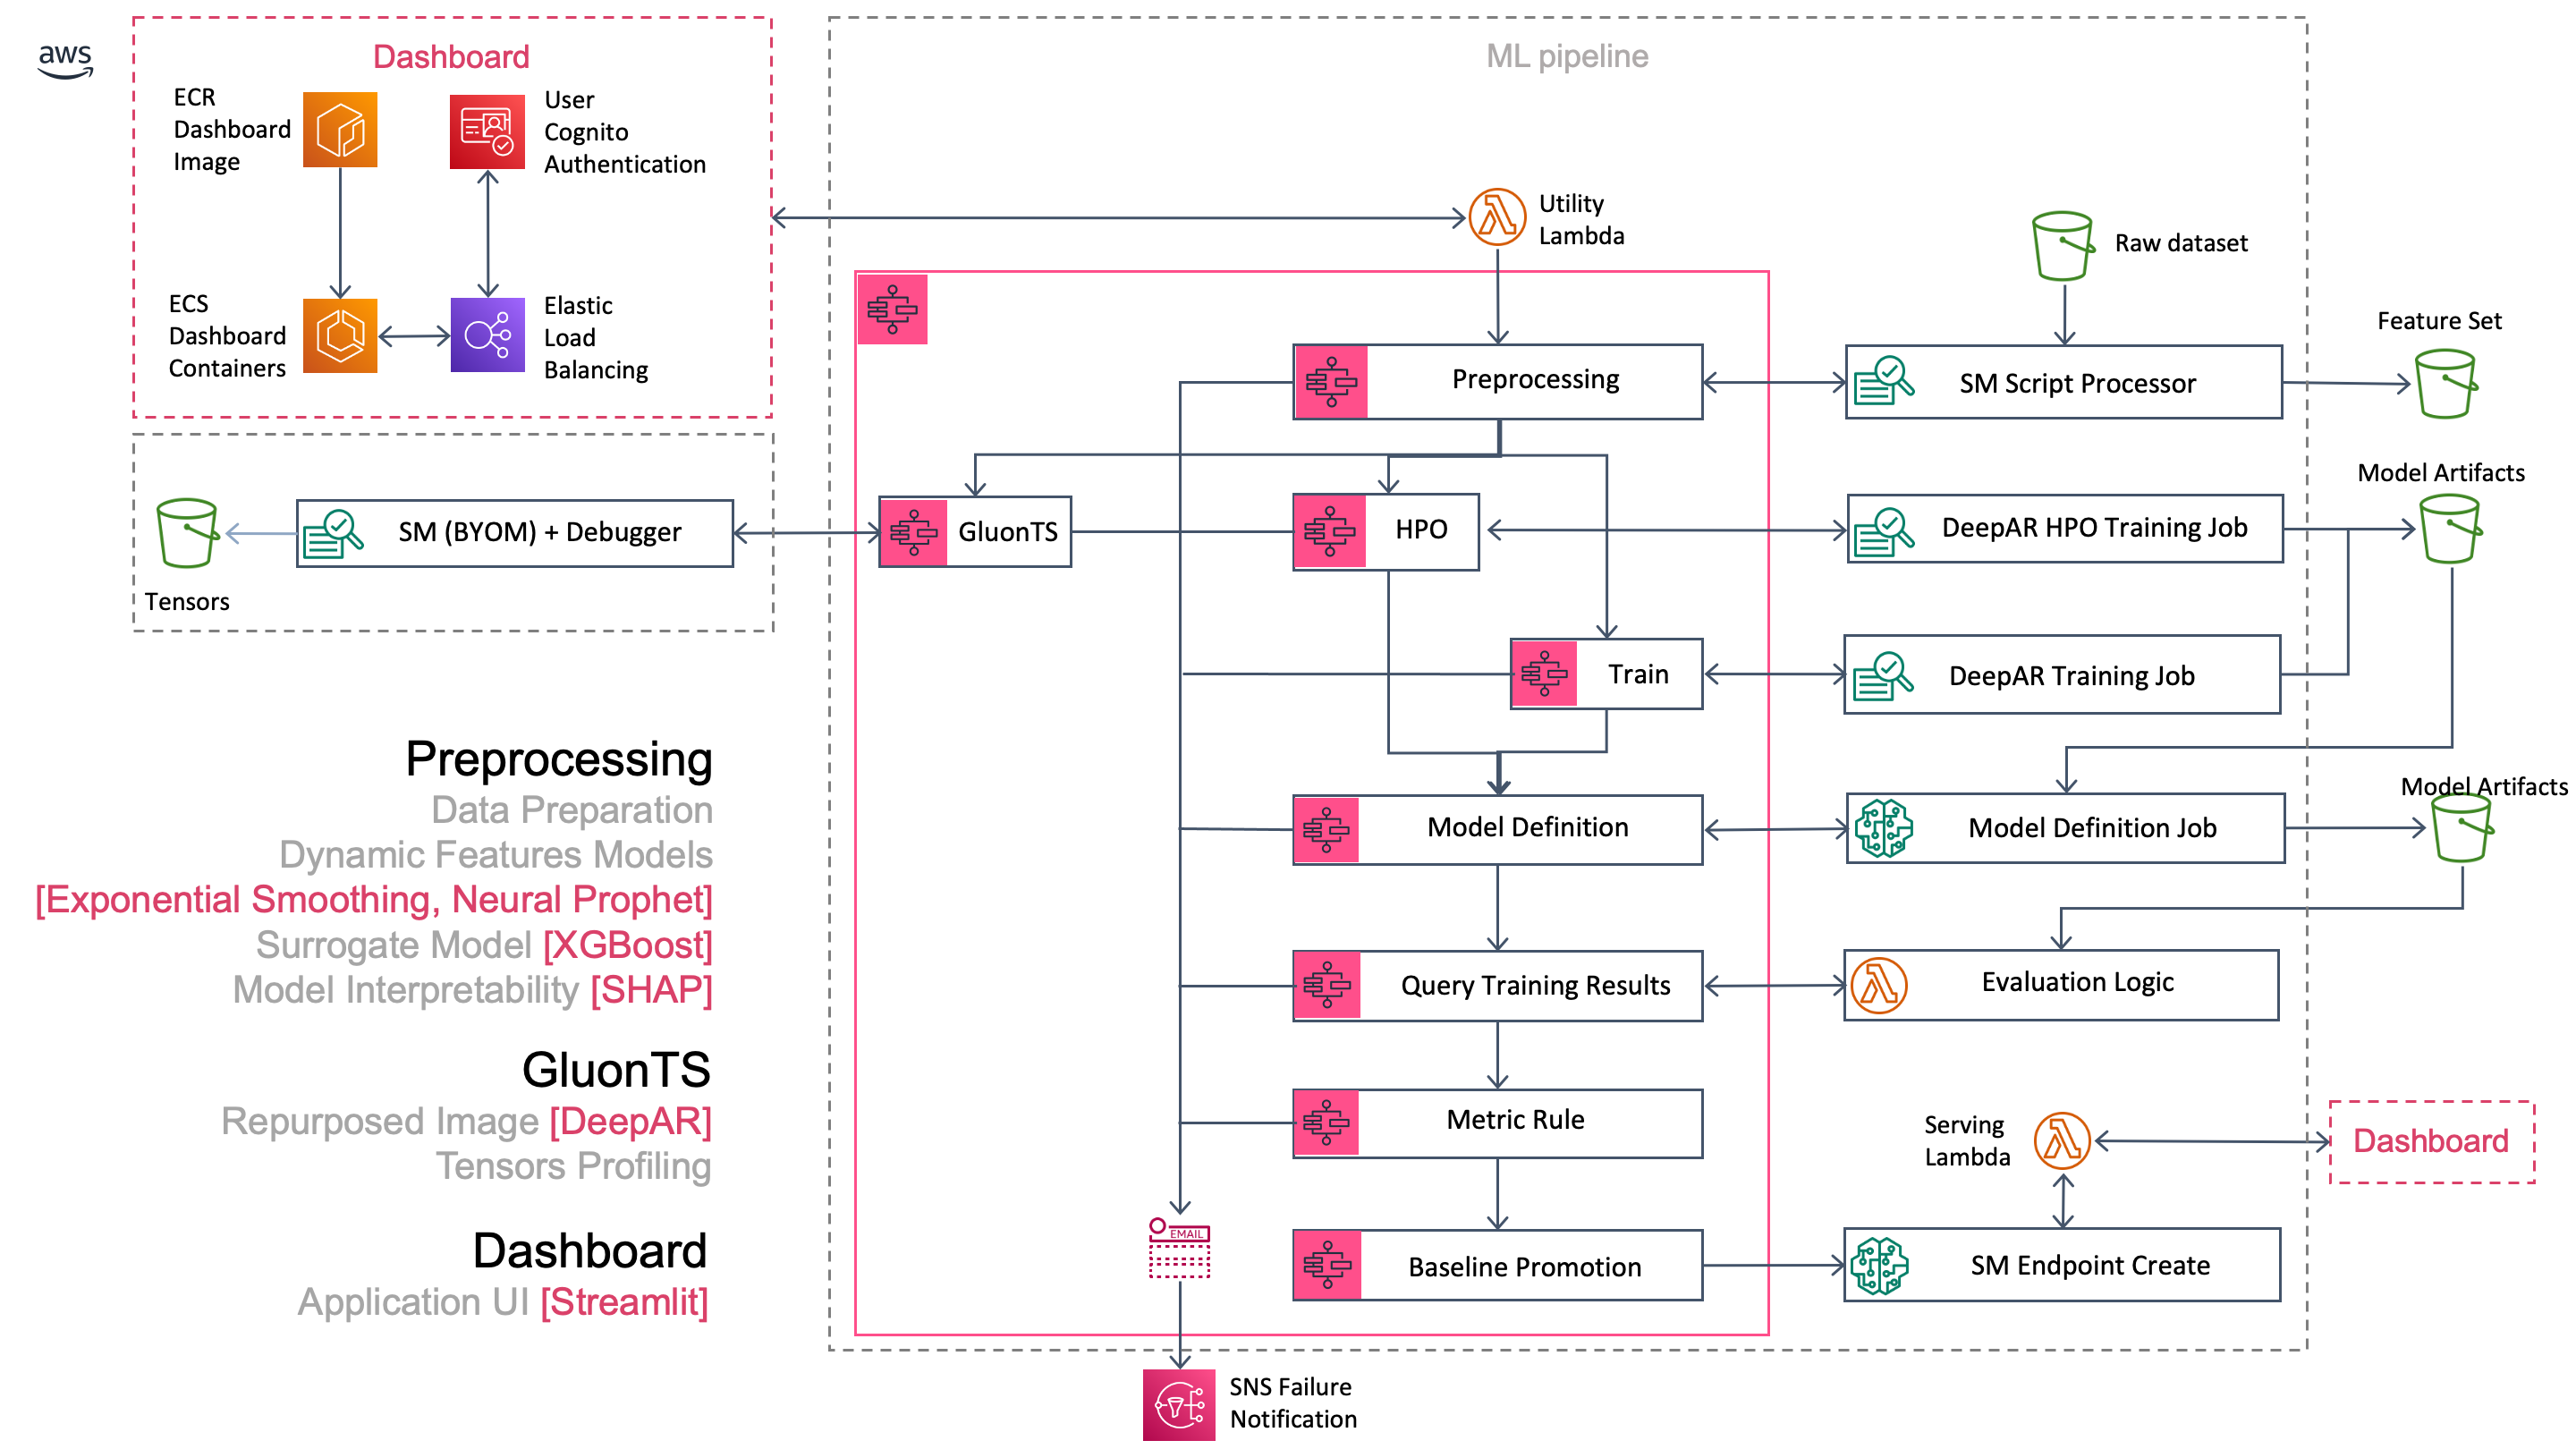 aws
Dashboard
ECR
Dashboard
Image
User
Cognito
Authentication
ECS
Dashboard
Containers
Elastic
Load
Balancing
ML pipeline
Utility
Lambda
Raw dataset
Feature Set
Preprocessing
SM Script Processor
Model Artifacts
SM (BYOM) + Debugger
GluonTS
HPO
DeepAR HPO Training Job
Tensors
Train
DeepAR Training Job
Model Artifacts
Model Definition
Model Definition Job
Query Training Results
Evaluation Logic
Metric Rule
Serving
Lambda
Dashboard
EMAIL
Baseline Promotion
SM Endpoint Create
SNS Failure
Notification
Preprocessing
Data Preparation
Dynamic Features Models
[Exponential Smoothing, Neural Prophet]
Surrogate Model [XGBoost]
Model Interpretability [SHAP]
GluonTS
Repurposed Image [DeepAR]
Tensors Profiling
Dashboard
Application UI [Streamlit]